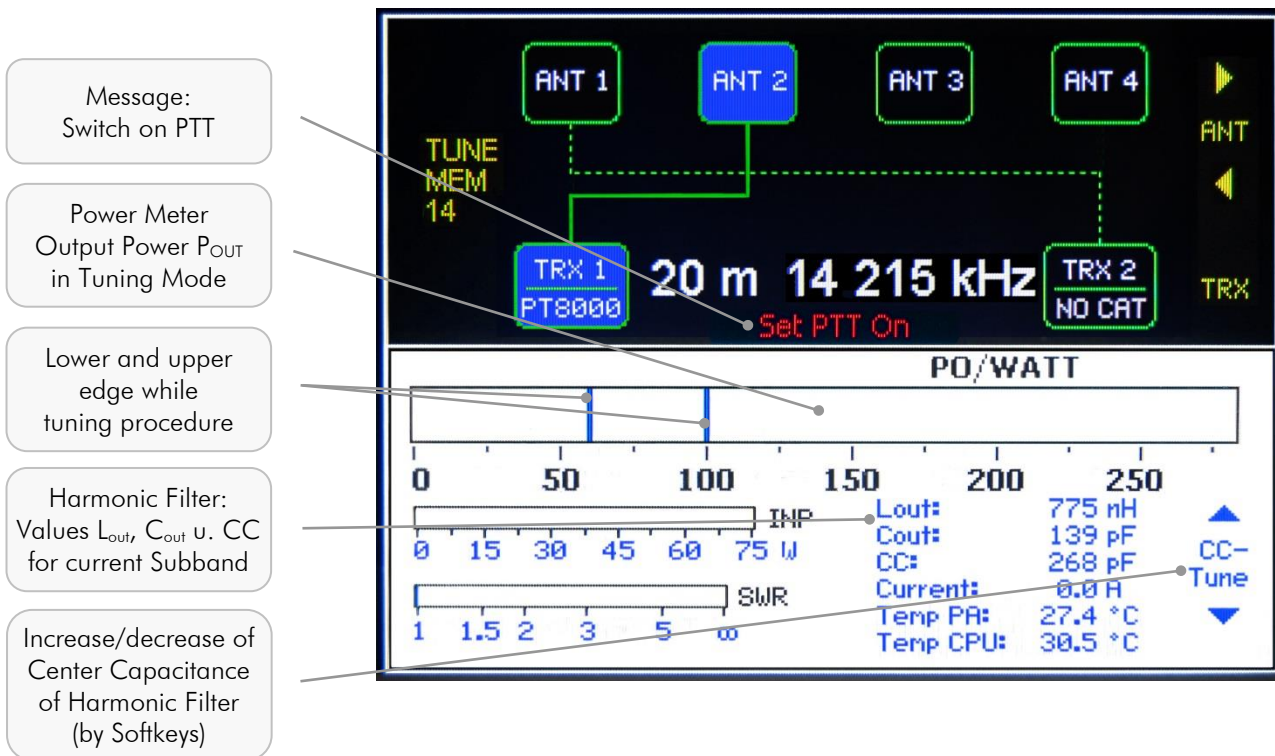 Message:
Switch on PTT
Power Meter
Output Power POUT
in Tuning Mode
Lower and upper
edge while
tuning procedure
Harmonic Filter:
Values Lout, Cout u. CC
for current Subband
Increase/decrease of
Center Capacitance
of Harmonic Filter
(by Softkeys)
ANT 1 ANT 2 ANT 3 ANT 4
ANT
TUNE
MEM
14
TRX 1
PT8000
20 m 14 215 kHz
TRX 2
NO CAT
TRX
Set PTT On
PO/WATT
0 50 100 150 200 250
INP
0 15 30 45 60 75 W
SWR
1 1.5 2 3 5 ∞
Lout: 775 nH
Cout: 139 pF
CC: 268 pF
Current: 0.0 A
Temp PA: 27.4 °C
Temp CPU: 30.5 °C
CC-
Tune